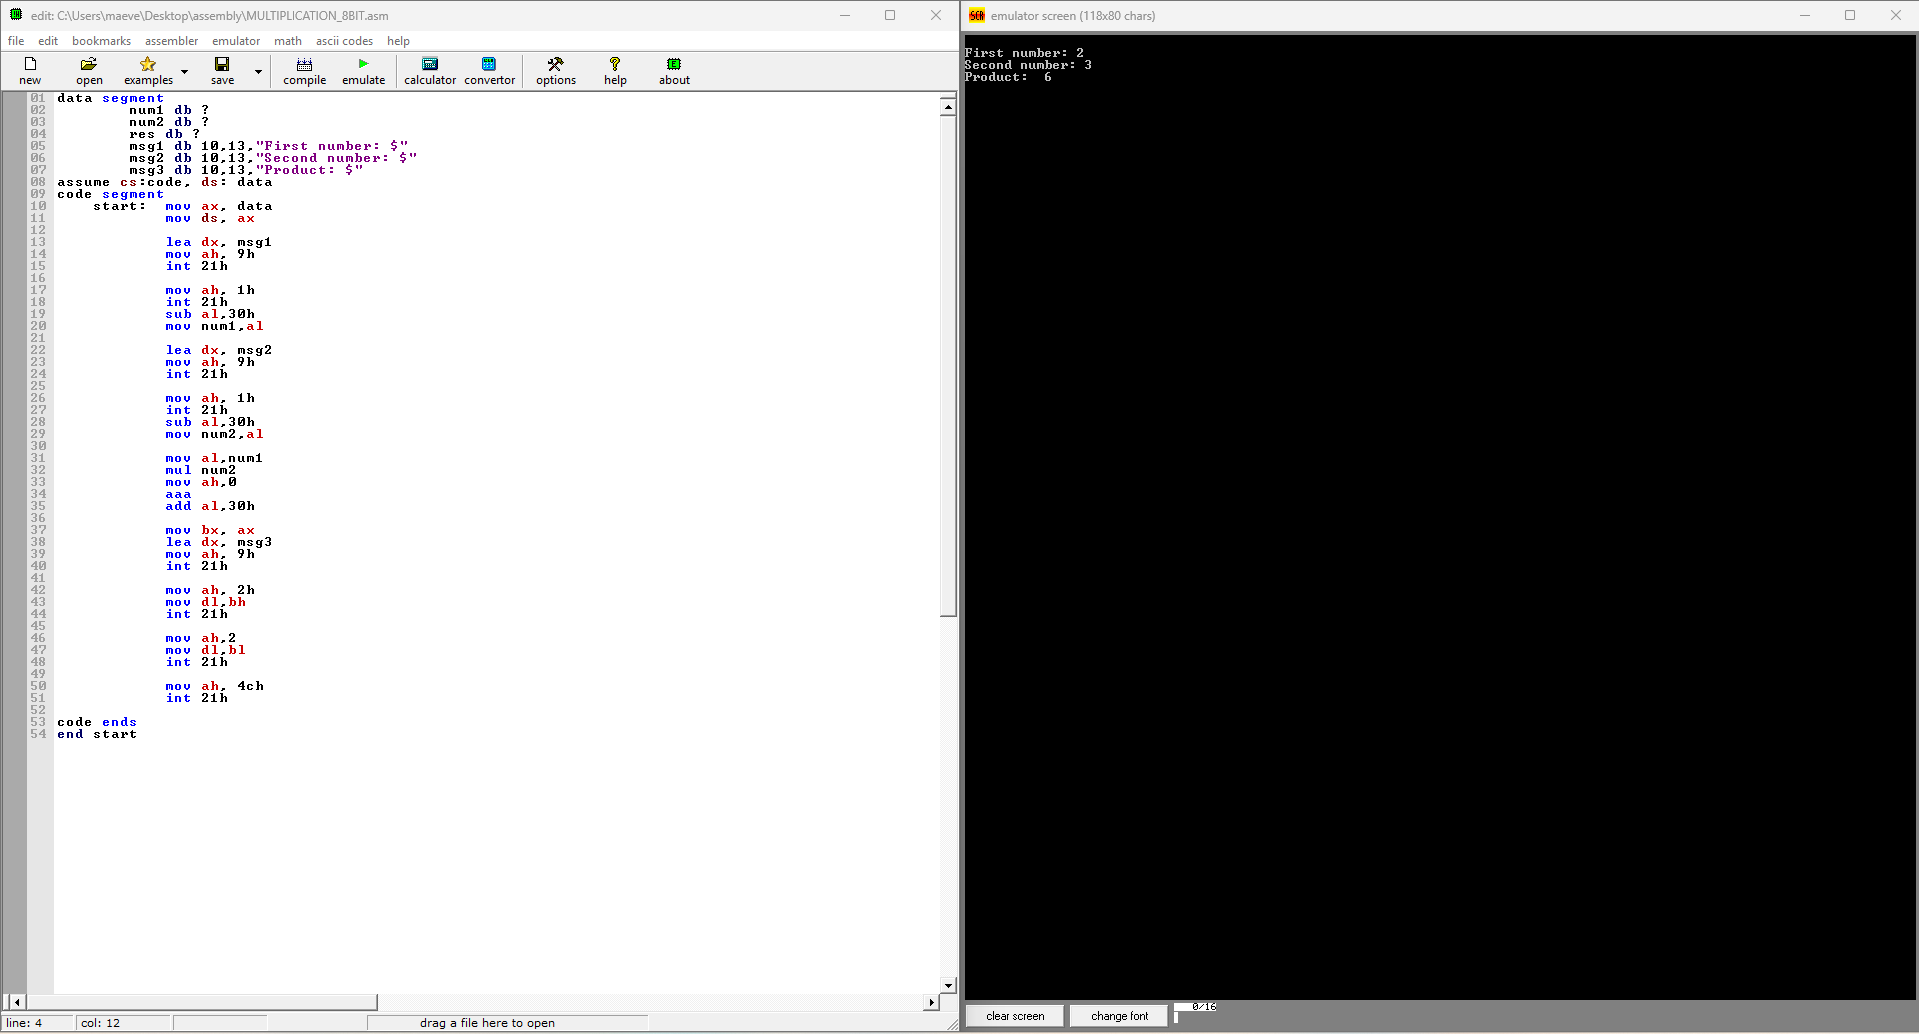 edit: C:\Users\maeve\Desktop\assembly\MULTIPLICATION_8BIT.asm
file edit bookmarks assembler emulator math ascii codes help
new open examples save compile emulate calculator convertor options help about
01 data segment
02 num1 db ?
03 num2 db ?
04 res db ?
05 msg1 db 10,13,"First number: $"
06 msg2 db 10,13,"Second number: $"
07 msg3 db 10,13,"Product: $"
08 assume cs:code, ds: data
09 code segment
10 start: mov ax, data
11 mov ds, ax
12
13 lea dx, msg1
14 mov ah, 9h
15 int 21h
16
17 mov ah, 1h
18 int 21h
19 sub al,30h
20 mov num1,al
21
22 lea dx, msg2
23 mov ah, 9h
24 int 21h
25
26 mov ah, 1h
27 int 21h
28 sub al,30h
29 mov num2,al
30
31 mov al,num1
32 mul num2
33 mov ah,0
34 aaa
35 add al,30h
36
37 mov bx, ax
38 lea dx, msg3
39 mov ah, 9h
40 int 21h
41
42 mov ah, 2h
43 mov dl,bh
44 int 21h
45
46 mov ah,2
47 mov dl,bl
48 int 21h
49
50 mov ah, 4ch
51 int 21h
52
53 code ends
54 end start
line: 4 col: 12 drag a file here to open
SCR emulator screen (118x80 chars)
First number: 2
Second number: 3
Product:  6
clear screen change font 0/16